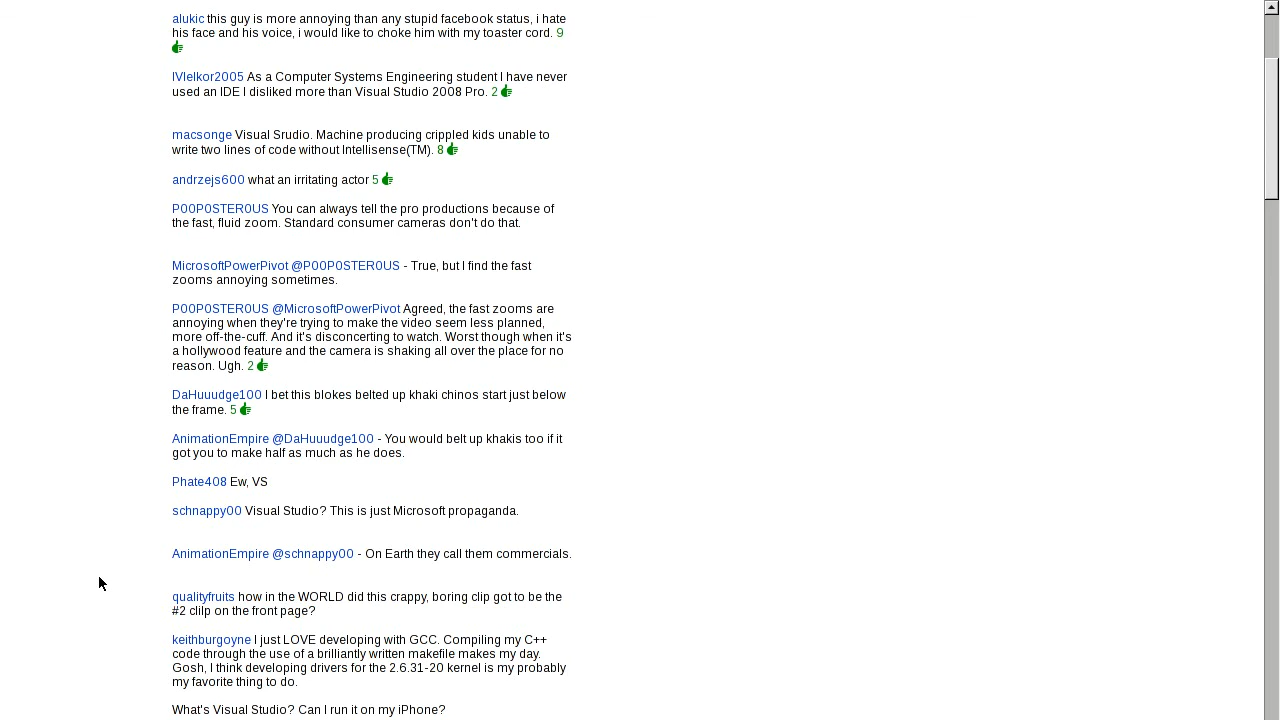 alukic this guy is more annoying than any stupid facebook status, i hate
his face and his voice, i would like to choke him with my toaster cord. 9
IVIelkor2005 As a Computer Systems Engineering student I have never
used an IDE I disliked more than Visual Studio 2008 Pro. 2
macsonge Visual Srudio. Machine producing crippled kids unable to
write two lines of code without Intellisense(TM). 8
andrzejs600 what an irritating actor 5
P00P0STER0US You can always tell the pro productions because of
the fast, fluid zoom. Standard consumer cameras don't do that.
MicrosoftPowerPivot @P00P0STER0US - True, but I find the fast
zooms annoying sometimes.
P00P0STER0US @MicrosoftPowerPivot Agreed, the fast zooms are
annoying when they're trying to make the video seem less planned,
more off-the-cuff. And it's disconcerting to watch. Worst though when it's
a hollywood feature and the camera is shaking all over the place for no
reason. Ugh. 2
DaHuuudge100 I bet this blokes belted up khaki chinos start just below
the frame. 5
AnimationEmpire @DaHuuudge100 - You would belt up khakis too if it
got you to make half as much as he does.
Phate408 Ew, VS
schnappy00 Visual Studio? This is just Microsoft propaganda.
AnimationEmpire @schnappy00 - On Earth they call them commercials.
qualityfruits how in the WORLD did this crappy, boring clip got to be the
#2 clilp on the front page?
keithburgoyne I just LOVE developing with GCC. Compiling my C++
code through the use of a brilliantly written makefile makes my day.
Gosh, I think developing drivers for the 2.6.31-20 kernel is my probably
my favorite thing to do.
What's Visual Studio? Can I run it on my iPhone?